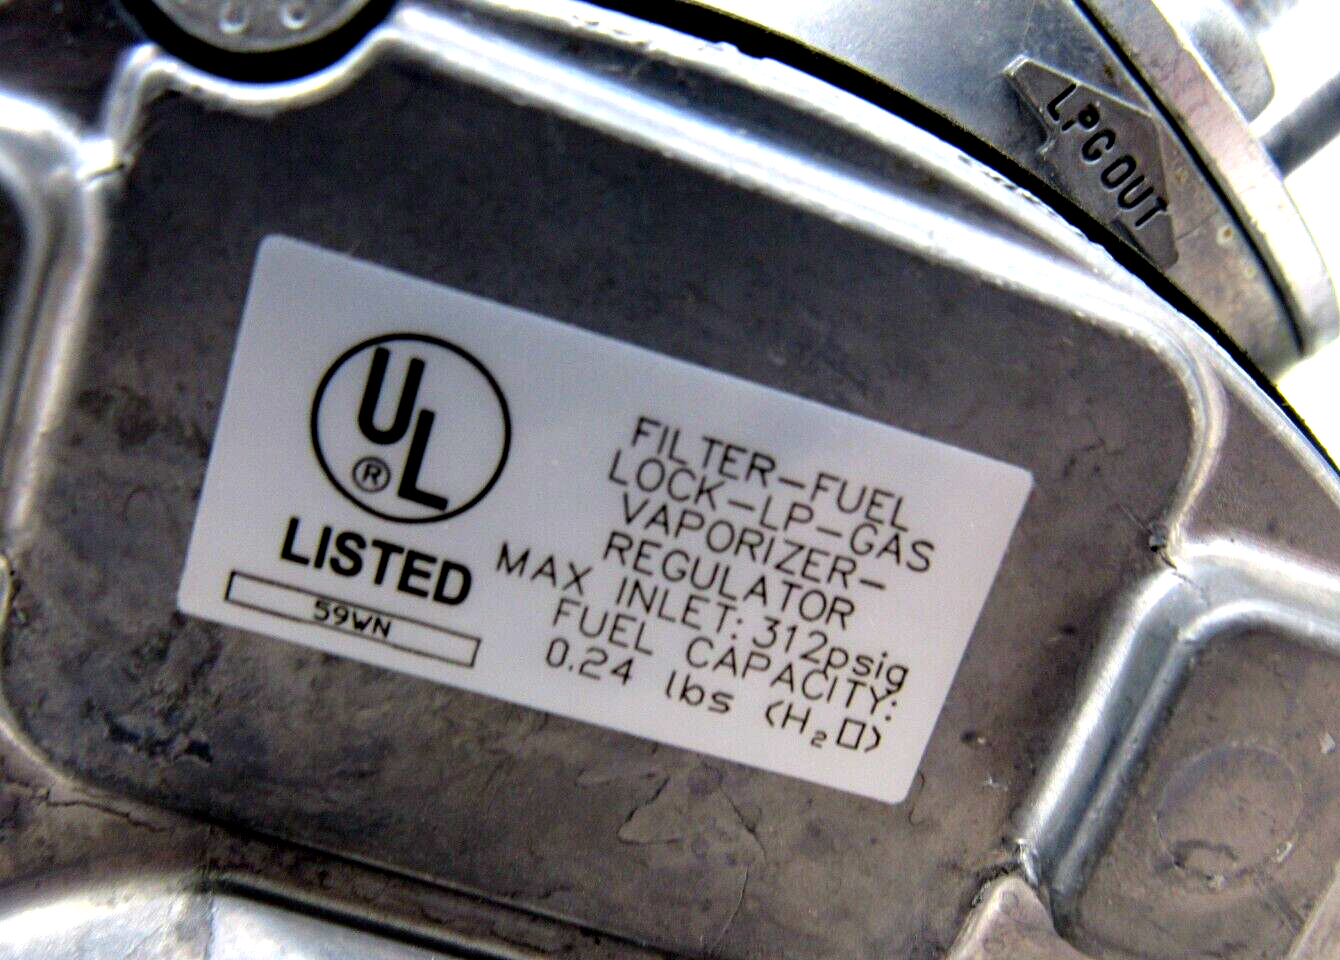 LPG OUT
UL
®
LISTED
59WN
FILTER-FUEL
LOCK-LP-GAS
VAPORIZER-
REGULATOR
MAX INLET: 312psig
FUEL CAPACITY:
0.24 lbs (H₂O)